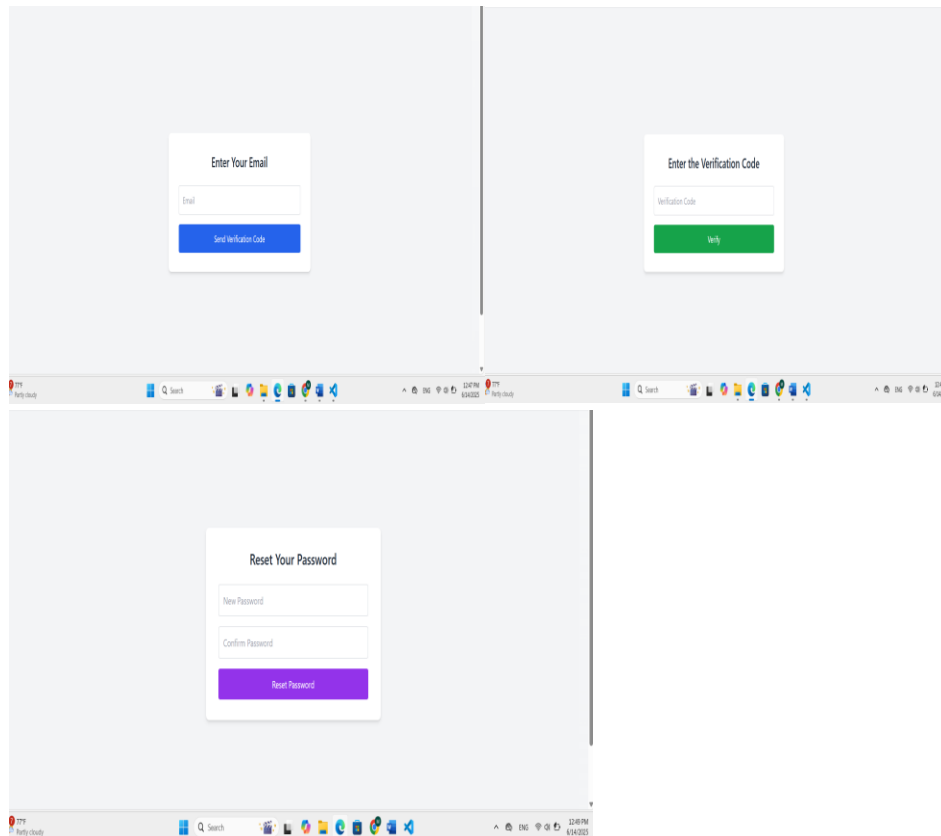 Enter Your Email
Email
Send Verification Code
77°F
Partly cloudy
Search
ENG
12:47 PM
6/14/2025
Enter the Verification Code
Verification Code
Verify
77°F
Partly cloudy
Search
ENG
Reset Your Password
New Password
Confirm Password
Reset Password
77°F
Partly cloudy
Search
ENG
12:49 PM
6/14/2025